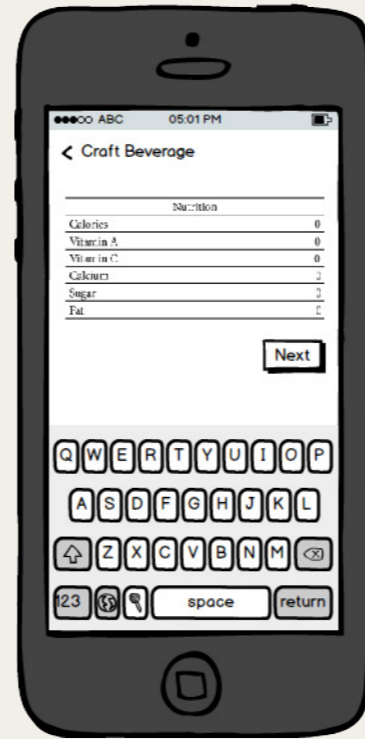 ABC 05:01 PM
< Craft Beverage
Nutrition
Calories 0
Vitamin A 0
Vitamin C 0
Calcium
Sugar
Fat
Next
Q W E R T Y U I O P
A S D F G H J K L
Z X C V B N M
123 space return